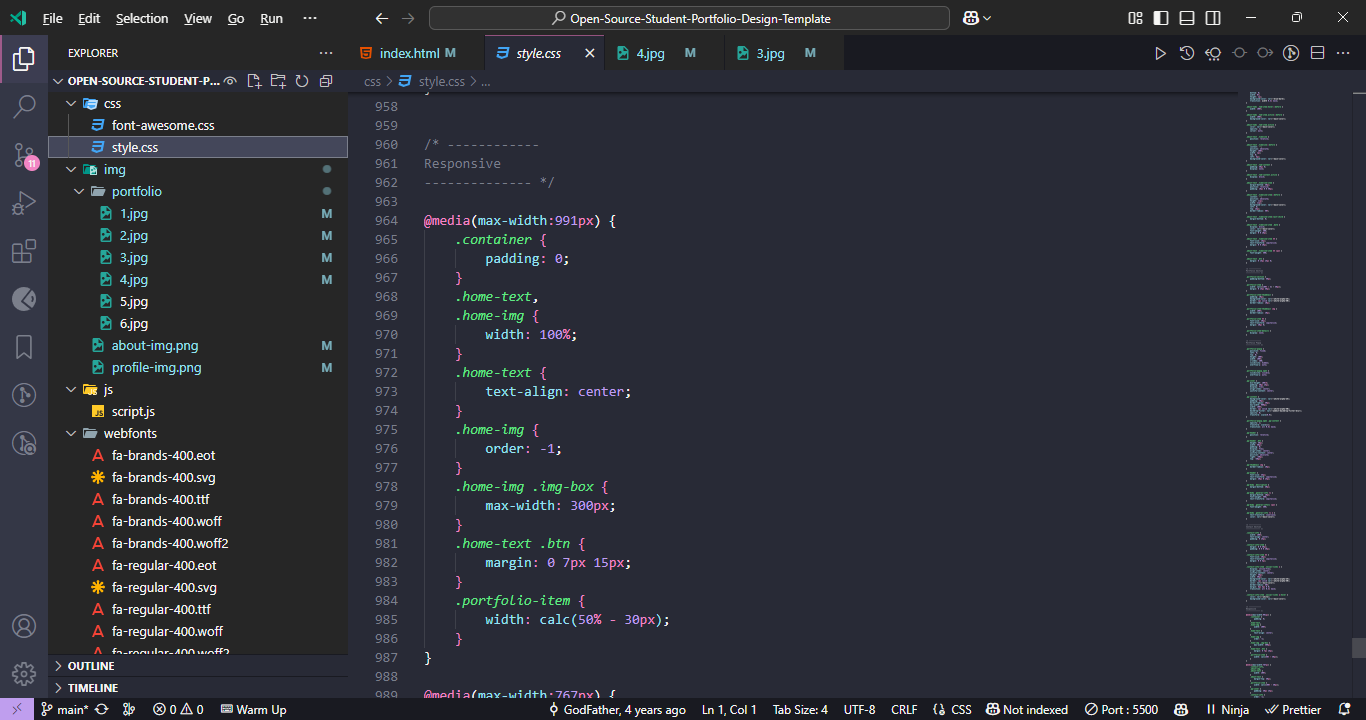 File Edit Selection View Go Run ··· Open-Source-Student-Portfolio-Design-Template
EXPLORER ···
index.html M style.css 4.jpg M 3.jpg M
OPEN-SOURCE-STUDENT-P...
css > style.css > ...
css
font-awesome.css
style.css
img
portfolio
1.jpg M
2.jpg M
3.jpg M
4.jpg M
5.jpg
6.jpg
about-img.png M
profile-img.png M
js
script.js
webfonts
fa-brands-400.eot
fa-brands-400.svg
fa-brands-400.ttf
fa-brands-400.woff
fa-brands-400.woff2
fa-regular-400.eot
fa-regular-400.svg
fa-regular-400.ttf
fa-regular-400.woff
fa-regular-400.woff2
OUTLINE
TIMELINE
11
958
959
960 /* ------------
961 Responsive
962 -------------- */
963
964 @media(max-width:991px) {
965 .container {
966 padding: 0;
967 }
968 .home-text,
969 .home-img {
970 width: 100%;
971 }
972 .home-text {
973 text-align: center;
974 }
975 .home-img {
976 order: -1;
977 }
978 .home-img .img-box {
979 max-width: 300px;
980 }
981 .home-text .btn {
982 margin: 0 7px 15px;
983 }
984 .portfolio-item {
985 width: calc(50% - 30px);
986 }
987 }
988
989 @media(max-width:767px) {
main* 0 0 Warm Up GodFather, 4 years ago Ln 1, Col 1 Tab Size: 4 UTF-8 CRLF {} CSS Not indexed Port : 5500 Ninja Prettier